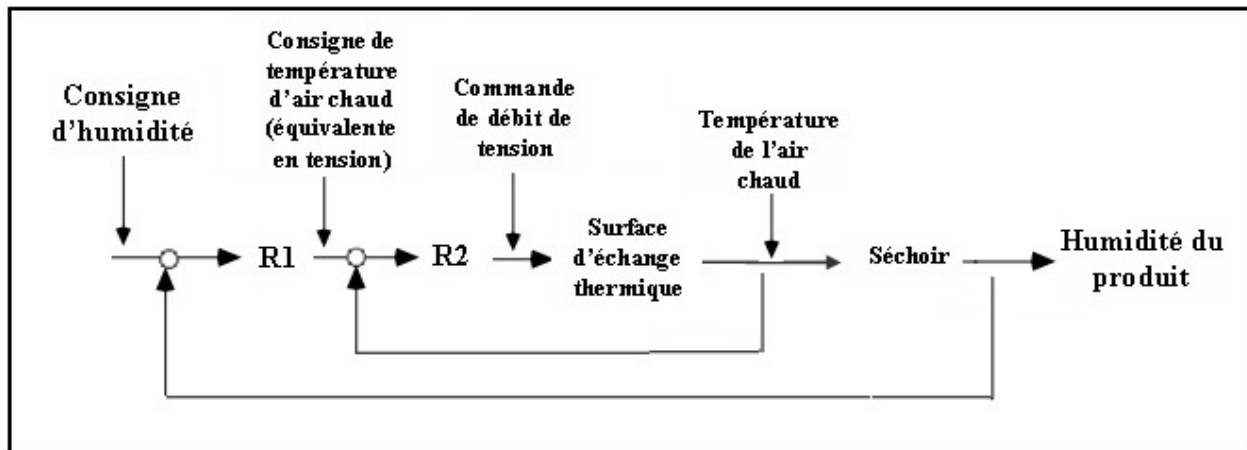 Consigne
d'humidité
Consigne de
température
d'air chaud
(équivalente
en tension)
Commande
de débit de
tension
Température
de l'air
chaud
R1
R2
Surface
d'échange
thermique
Séchoir
Humidité du
produit